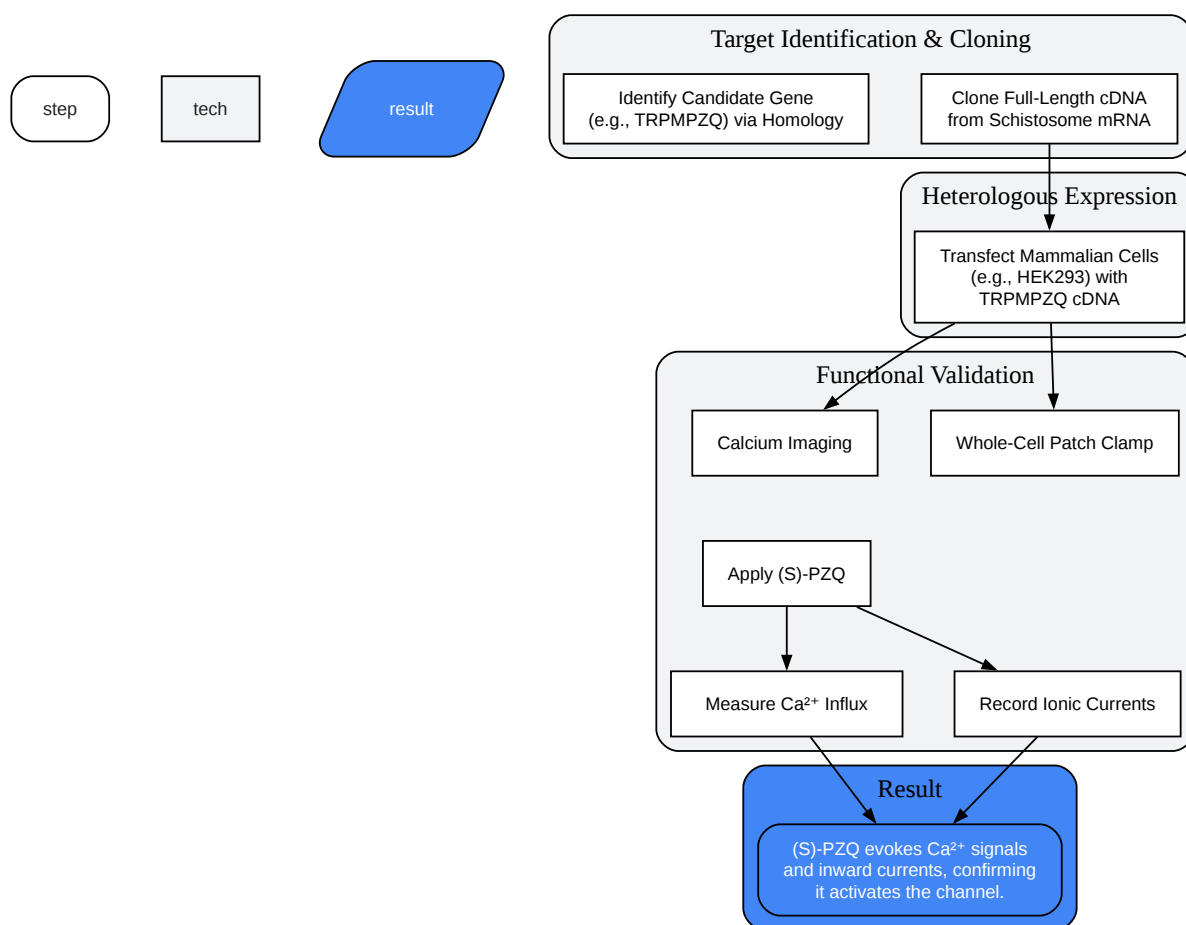 Target Identification & Cloning
step
tech
result
Identify Candidate Gene
(e.g., TRPMPZQ) via Homology
Clone Full-Length cDNA
from Schistosome mRNA
Heterologous Expression
Transfect Mammalian Cells
(e.g., HEK293) with
TRPMPZQ cDNA
Functional Validation
Calcium Imaging
Whole-Cell Patch Clamp
Apply (S)-PZQ
Measure Ca²⁺ Influx
Record Ionic Currents
Result
(S)-PZQ evokes Ca²⁺ signals
and inward currents, confirming
it activates the channel.